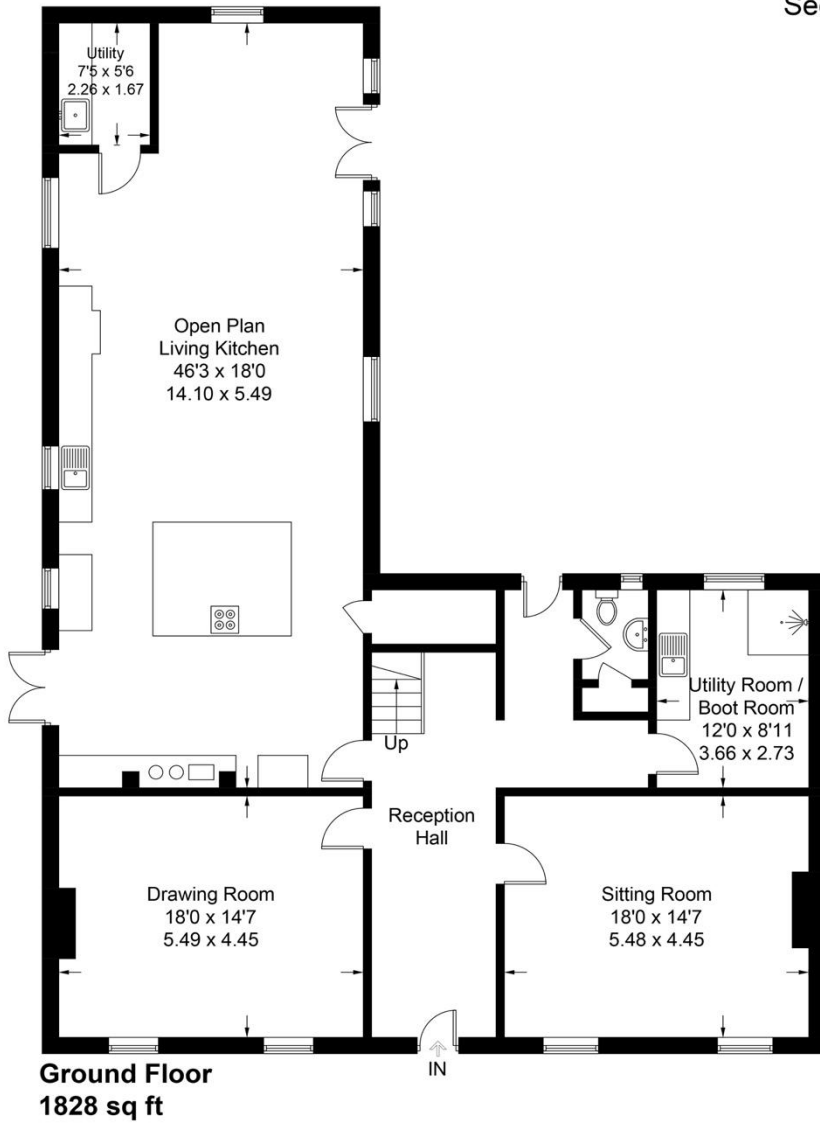 Se
Utility
7'5 x 5'6
2.26 x 1.67
Open Plan
Living Kitchen
46'3 x 18'0
14.10 x 5.49
Up
Utility Room /
Boot Room
12'0 x 8'11
3.66 x 2.73
Reception
Hall
Drawing Room
18'0 x 14'7
5.49 x 4.45
Sitting Room
18'0 x 14'7
5.48 x 4.45
IN
Ground Floor
1828 sq ft